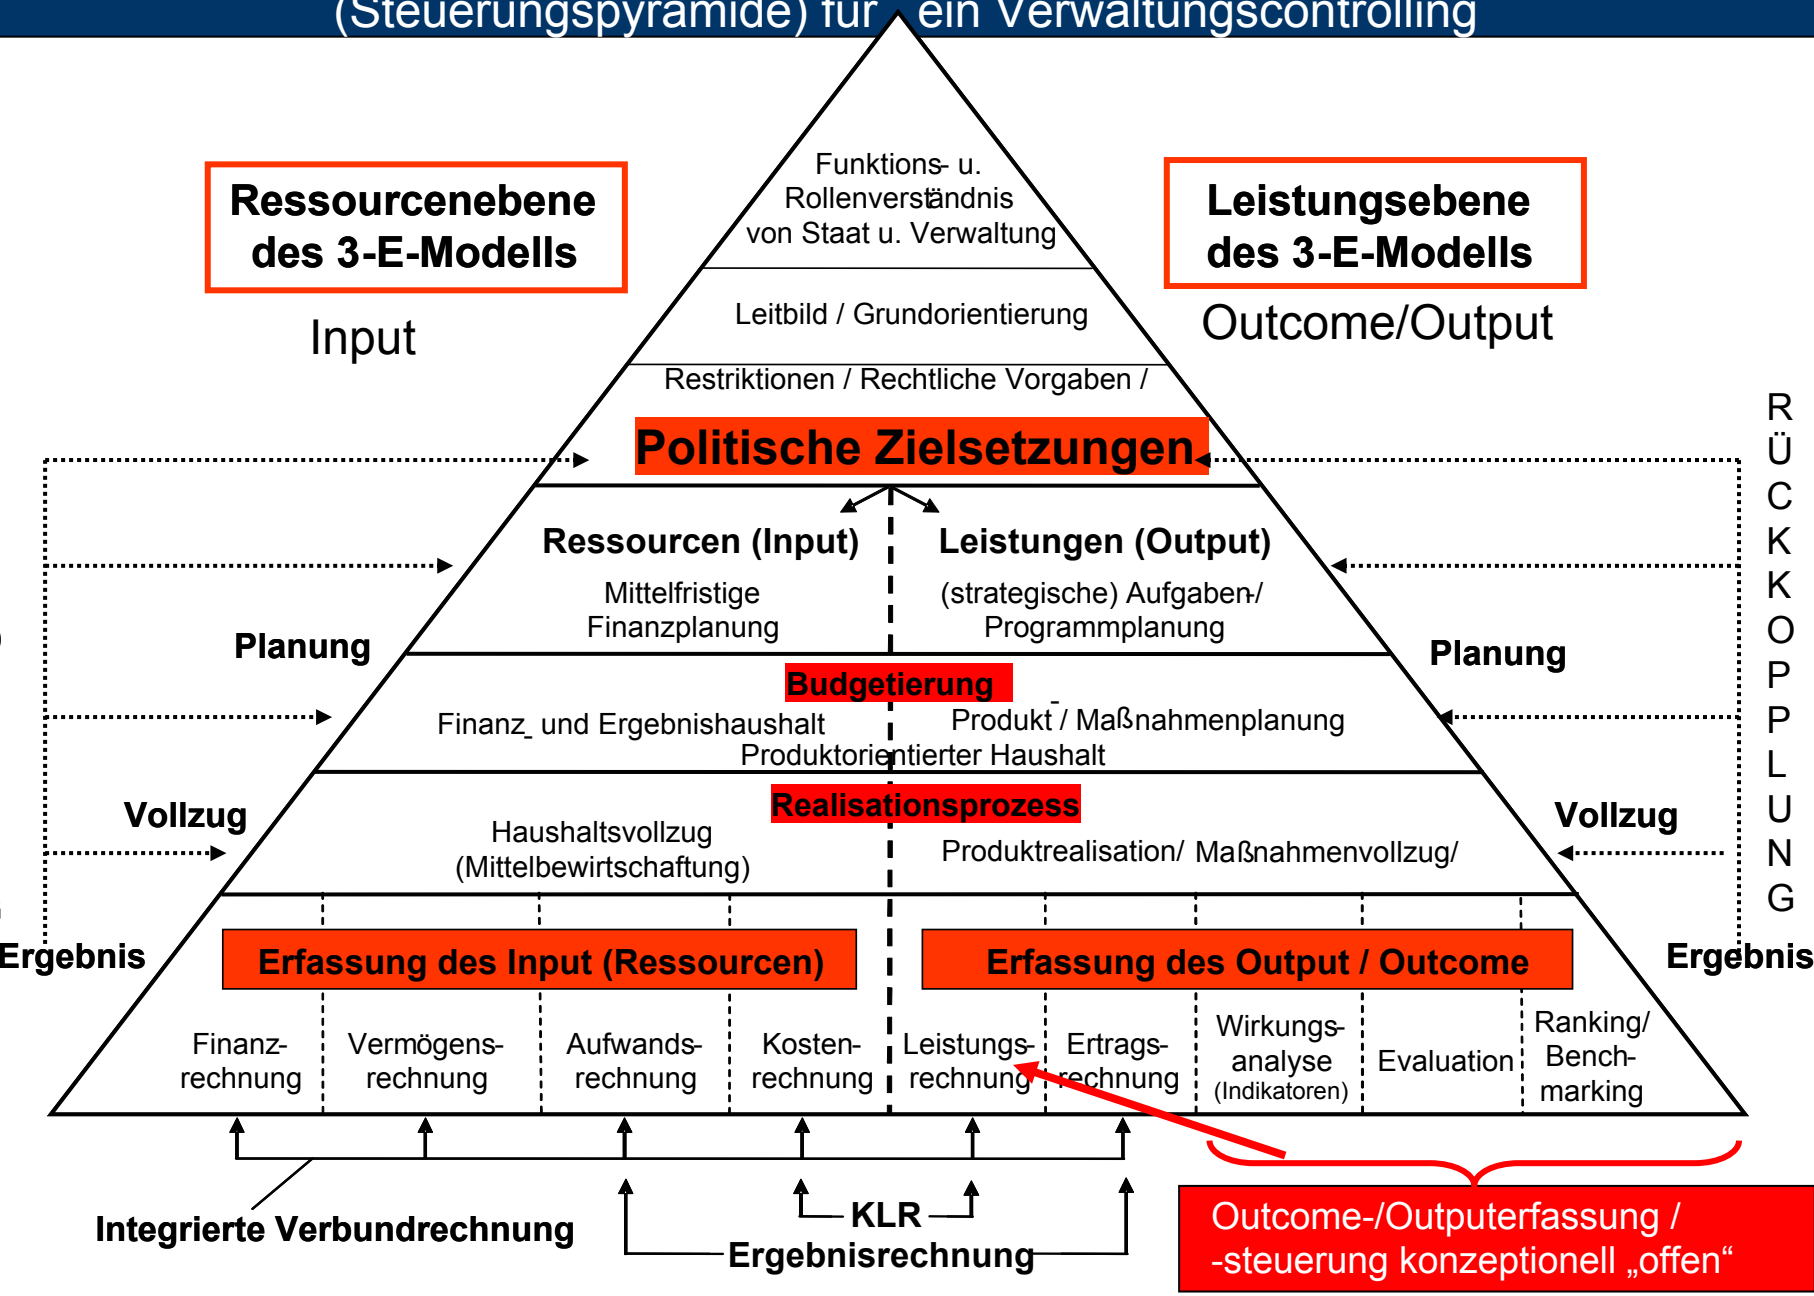 (Steuerungspyramide) für ein Verwaltungscontrolling
Funktions- u.
Rollenverständnis
von Staat u. Verwaltung
Ressourcenebene
des 3-E-Modells
Input
Leistungsebene
des 3-E-Modells
Outcome/Output
Leitbild / Grundorientierung
Restriktionen / Rechtliche Vorgaben /
Politische Zielsetzungen
Ressourcen (Input)
Mittelfristige
Finanzplanung
Leistungen (Output)
(strategische) Aufgaben-/
Programmplanung
Planung
Planung
Budgetierung
Finanz- und Ergebnishaushalt
Produkt-/ Maßnahmenplanung
Produktorientierter Haushalt
Realisationsprozess
Vollzug
Vollzug
Haushaltsvollzug
(Mittelbewirtschaftung)
Produktrealisation/ Maßnahmenvollzug/
R
Ü
C
K
K
O
P
P
L
U
N
G
Ergebnis
Ergebnis
Erfassung des Input (Ressourcen)
Erfassung des Output / Outcome
Finanz-
rechnung
Vermögens-
rechnung
Aufwands-
rechnung
Kosten-
rechnung
Leistungs-
rechnung
Ertrags-
rechnung
Wirkungs-
analyse
(Indikatoren)
Evaluation
Ranking/
Bench-
marking
Integrierte Verbundrechnung
KLR
Ergebnisrechnung
Outcome-/Outputerfassung /
-steuerung konzeptionell „offen“